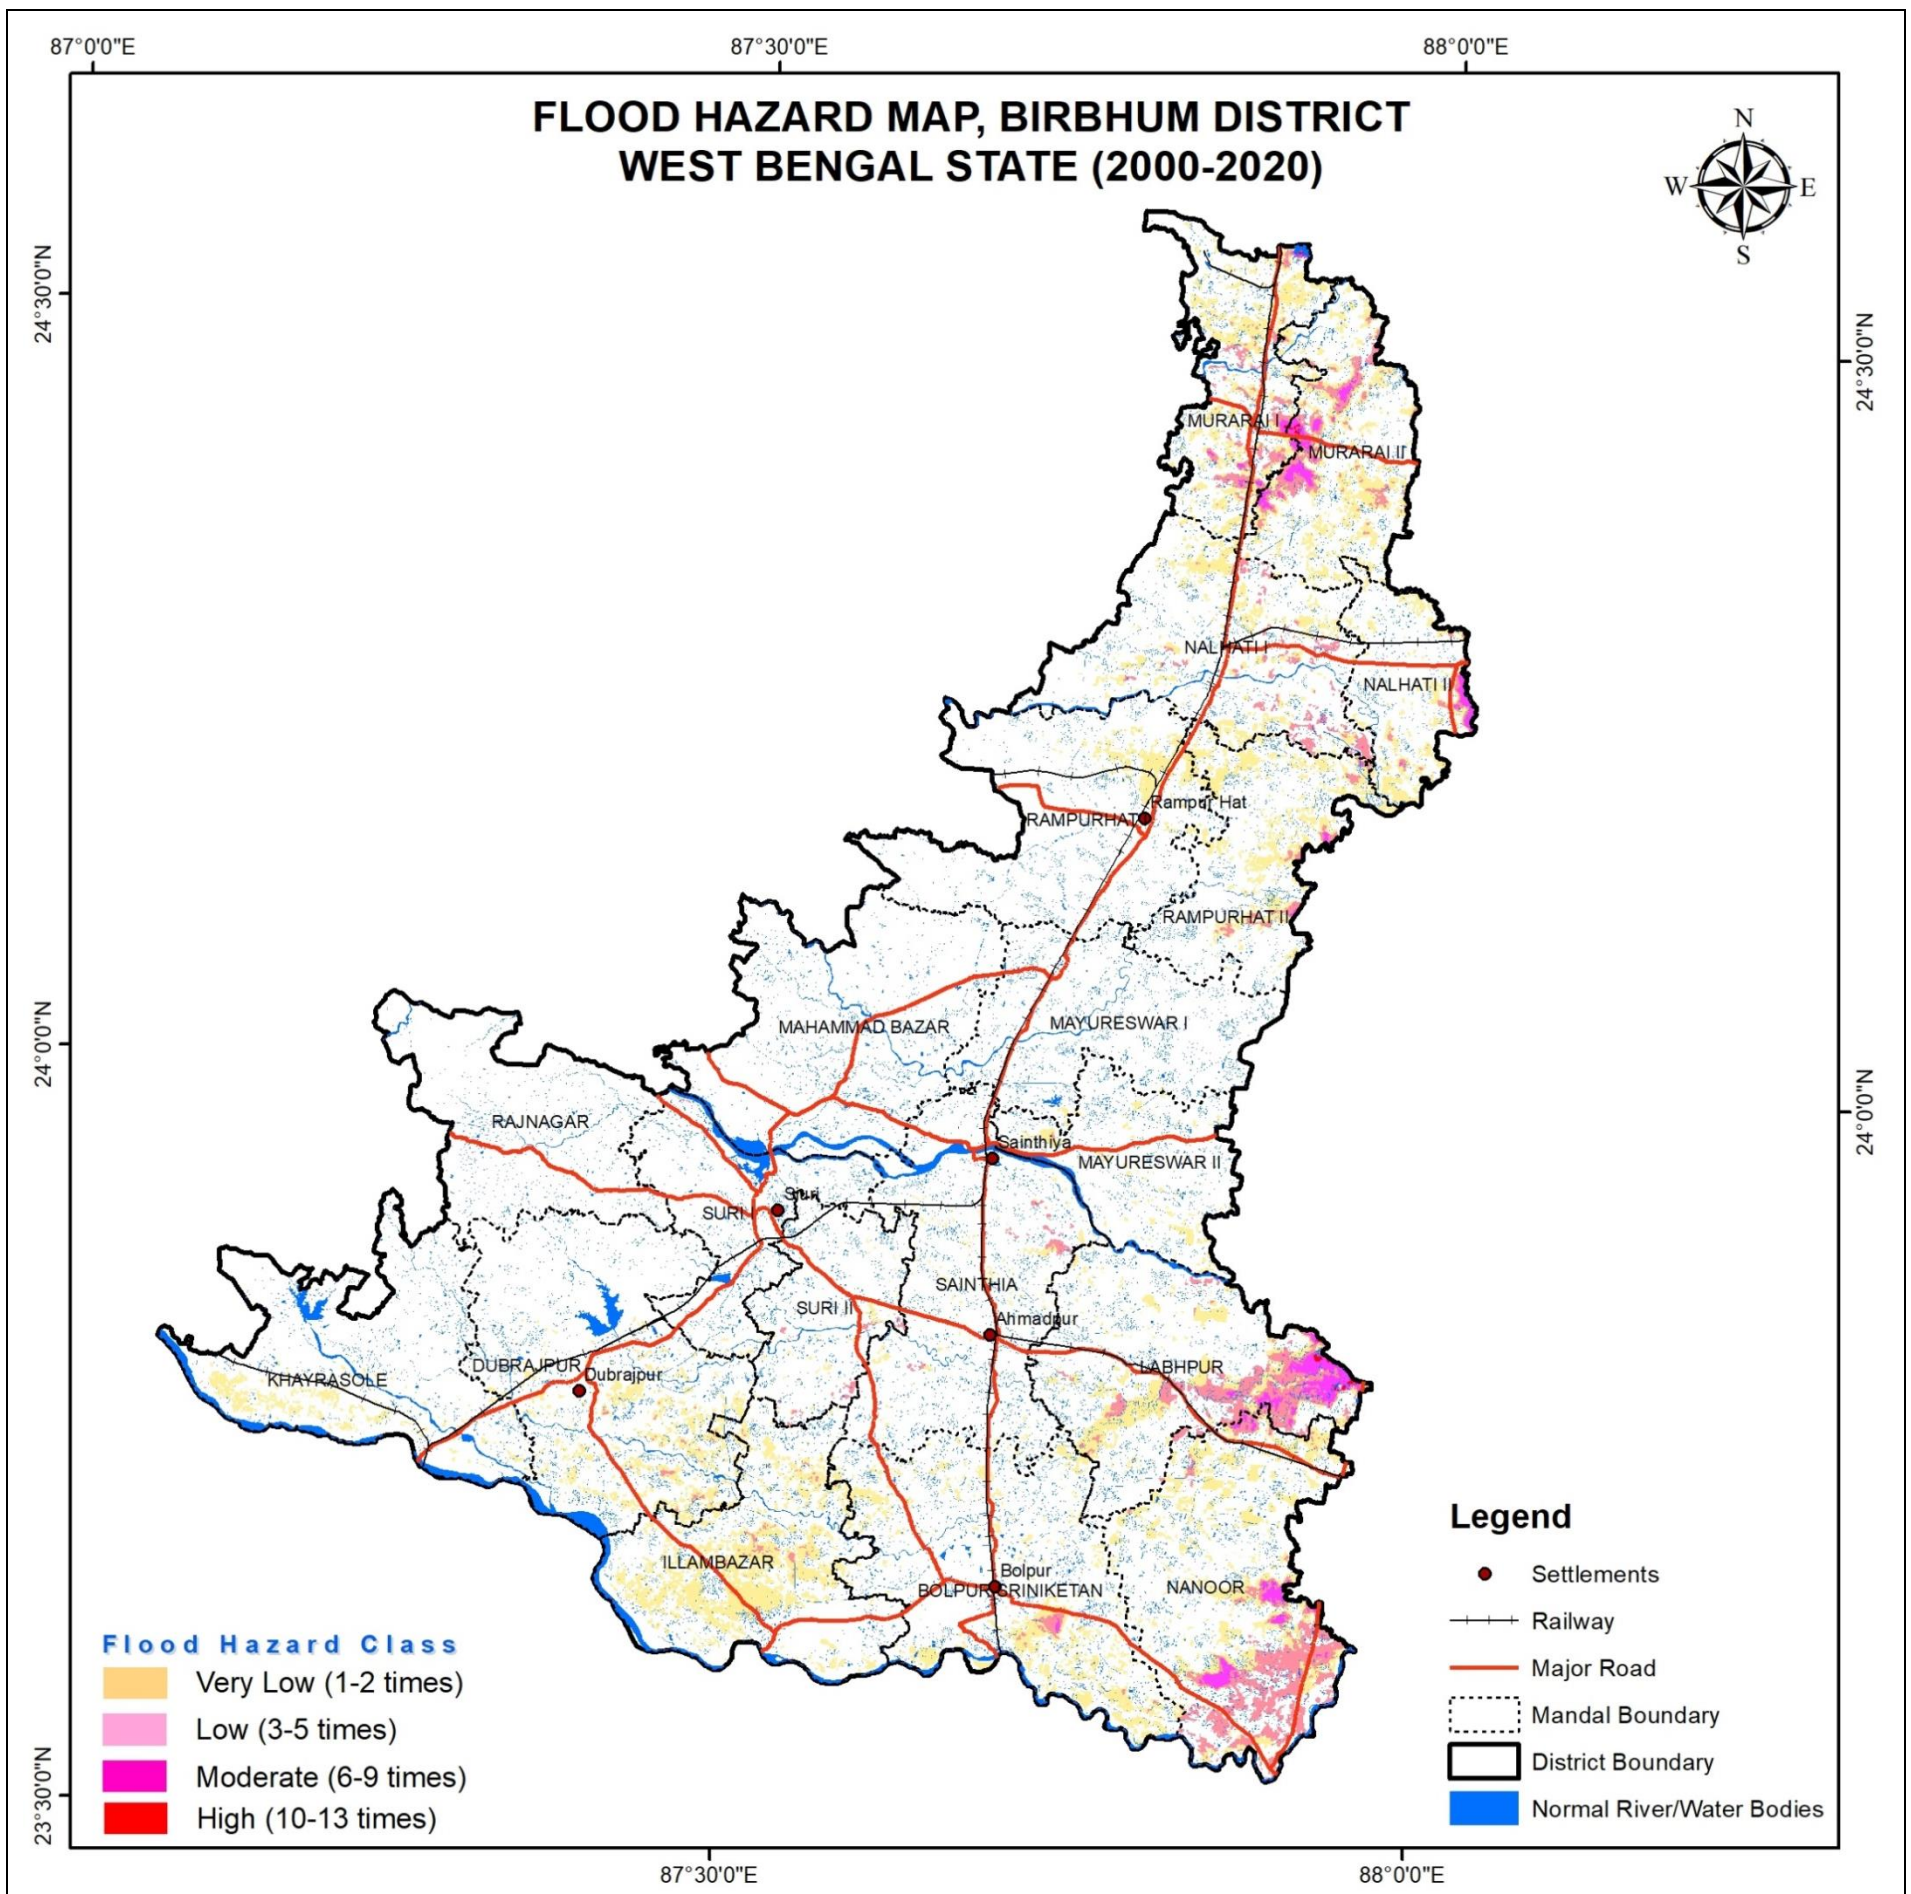 87°0'0"E
87°30'0"E
88°0'0"E
FLOOD HAZARD MAP, BIRBHUM DISTRICT
WEST BENGAL STATE (2000-2020)
N
W
E
S
24°30'0"N
24°30'0"N
MURARAI I
MURARAI II
NALHATI I
NALHATI II
Rampur Hat
RAMPURHAT
RAMPURHAT II
MAHAMMAD BAZAR
MAYURESWAR I
24°0'0"N
24°0'0"N
RAJNAGAR
Sainthiya
MAYURESWAR II
Siuri
SURI I
SAINTHIA
SURI II
Ahmadpur
DUBRAJPUR
LABHPUR
KHAYRASOLE
Dubrajpur
ILLAMBAZAR
Bolpur
BOLPUR SRINIKETAN
NANOOR
Legend
Settlements
Railway
Major Road
Mandal Boundary
District Boundary
Normal River/Water Bodies
Flood Hazard Class
Very Low (1-2 times)
Low (3-5 times)
Moderate (6-9 times)
High (10-13 times)
23°30'0"N
87°30'0"E
88°0'0"E